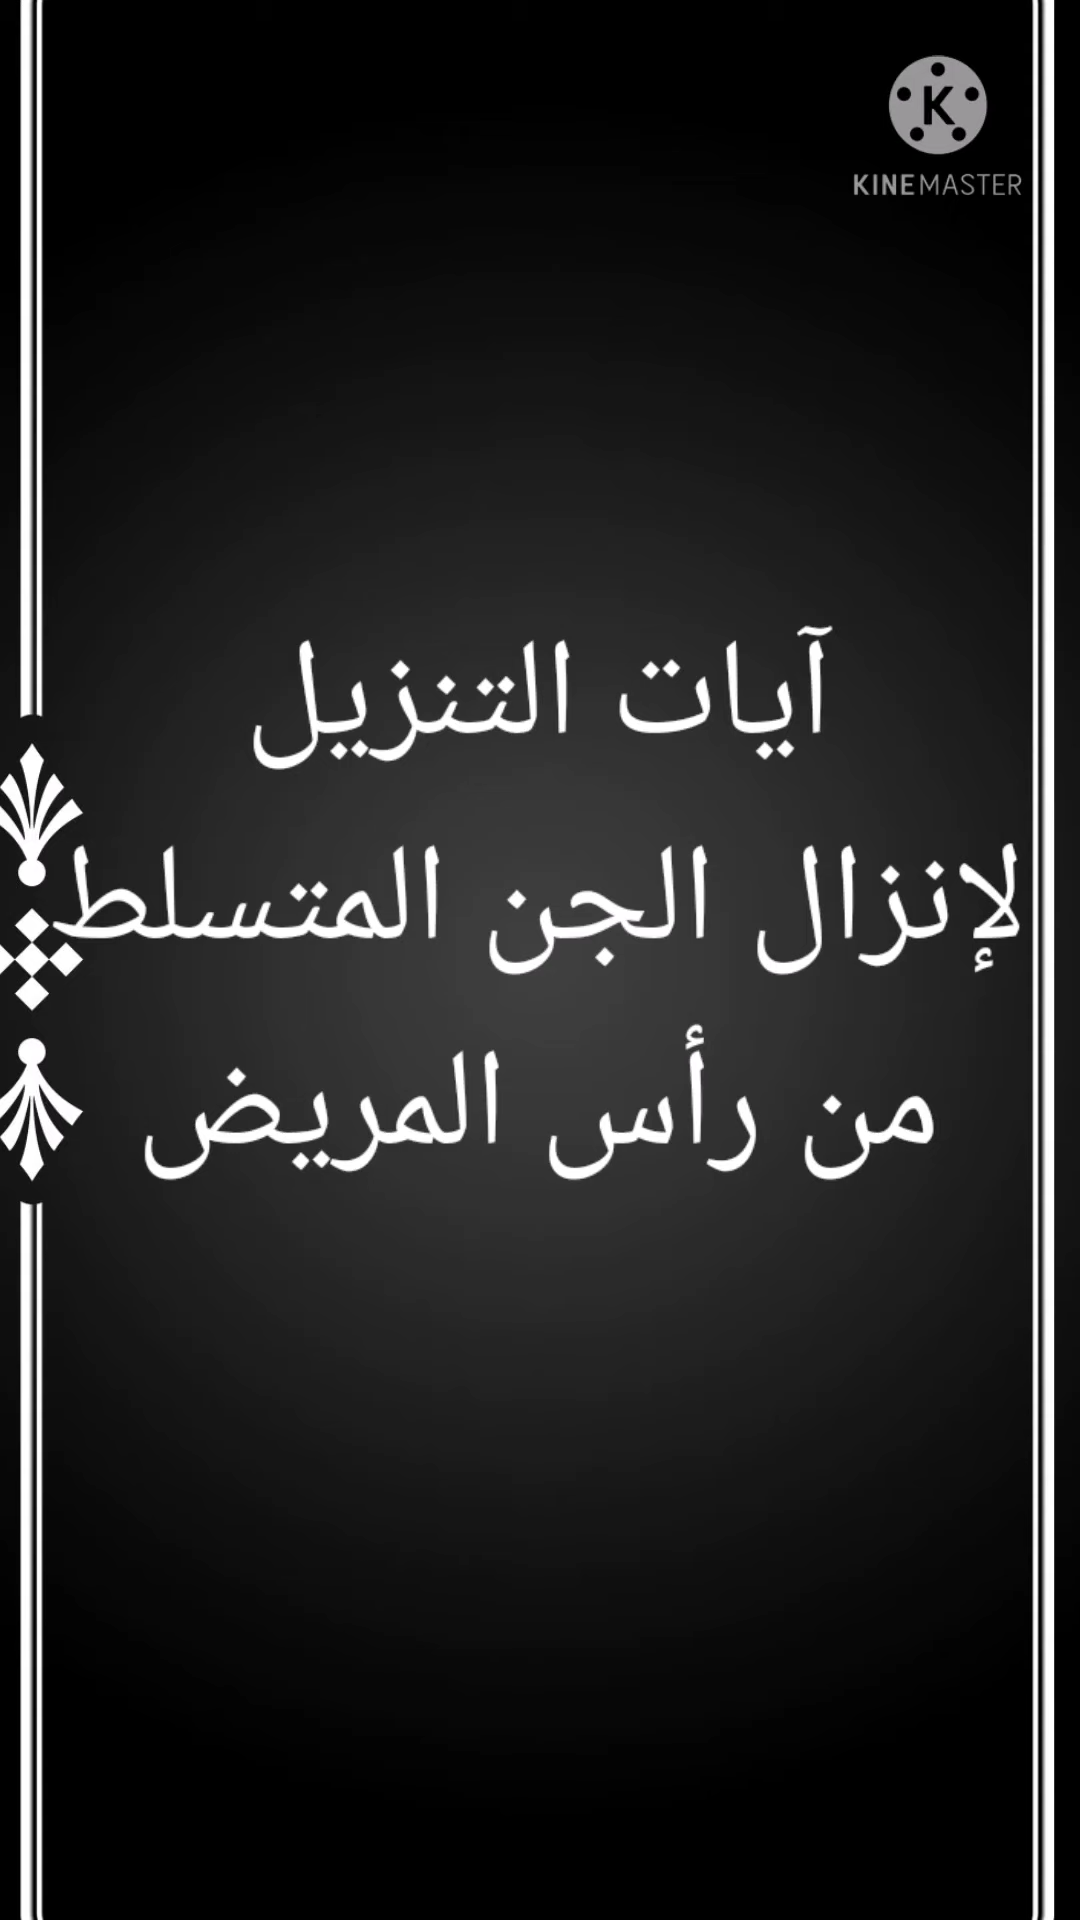 KINEMASTER
آيات التنزيل
لإنزال الجن المتسلط
من رأس المريض